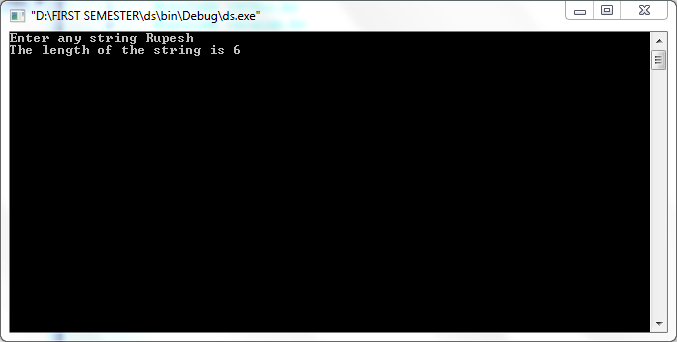 "D:\FIRST SEMESTER\ds\bin\Debug\ds.exe"
Enter any string Rupesh
The length of the string is 6